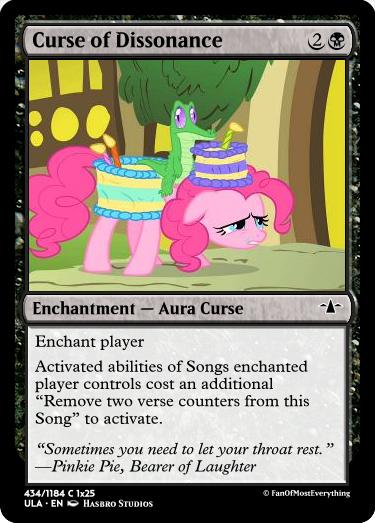 Curse of Dissonance 2
Enchantment — Aura Curse
Enchant player
Activated abilities of Songs enchanted
player controls cost an additional
“Remove two verse counters from this
Song” to activate.
“Sometimes you need to let your throat rest.”
—Pinkie Pie, Bearer of Laughter
434/1184 C 1x25
ULA • EN Hasbro Studios
© FanOfMostEverything